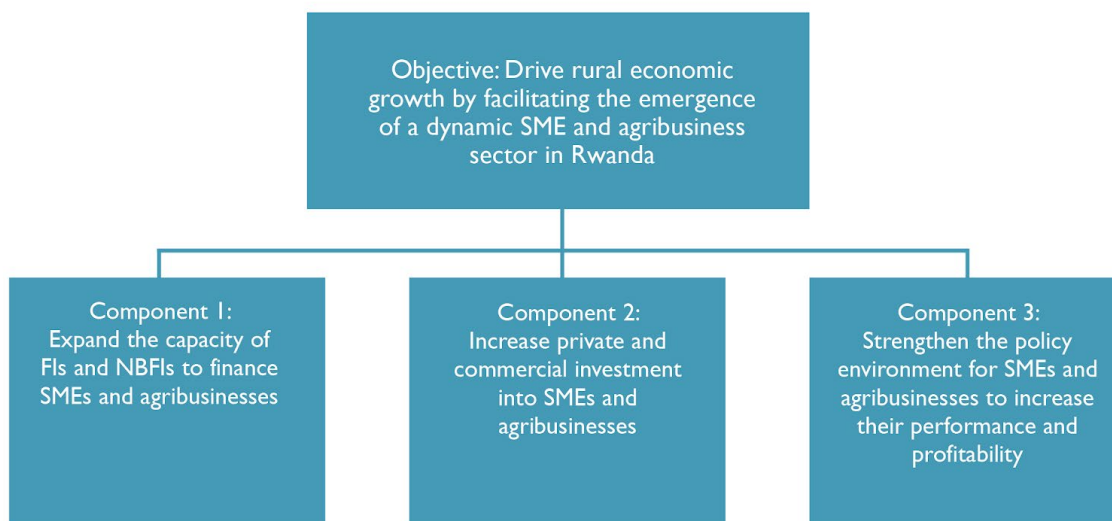 Objective: Drive rural economic
growth by facilitating the emergence
of a dynamic SME and agribusiness
sector in Rwanda
Component 1:
Expand the capacity of
FIs and NBFIs to finance
SMEs and agribusinesses
Component 2:
Increase private and
commercial investment
into SMEs and
agribusinesses
Component 3:
Strengthen the policy
environment for SMEs and
agribusinesses to increase
their performance and
profitability